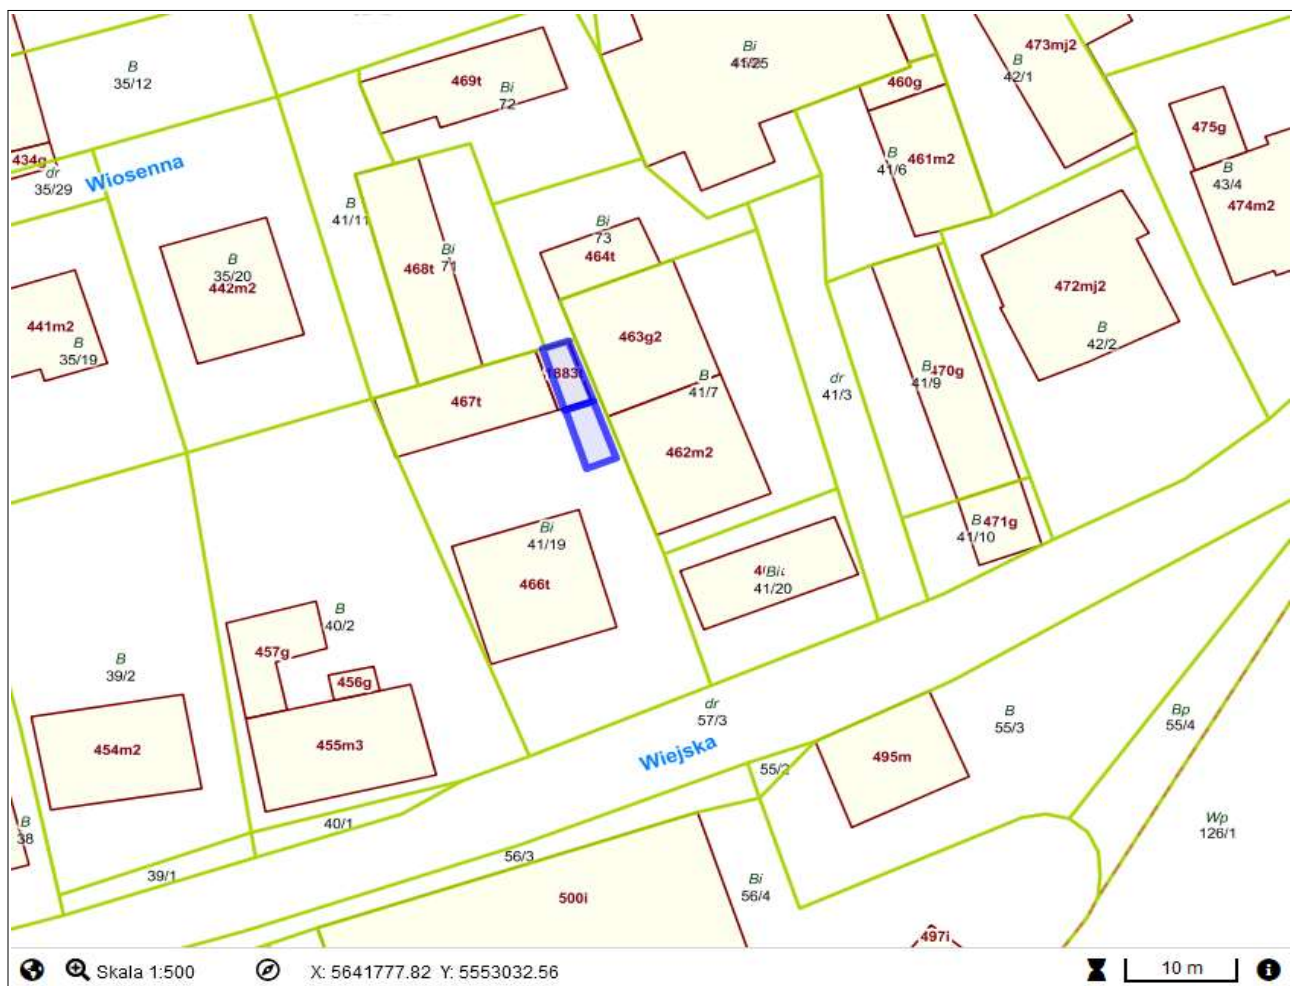 B
35/12
469t
Bi
72
Bi
460g
473mj2
B
42/1
475g
434g
dr
35/29
Wiosenna
B
41/11
B
41/6
461m2
B
43/4
474m2
Bi
73
464t
B
35/20
442m2
468t
Bi
71
472mj2
B
42/2
441m2
B
35/19
463g2
1883t
B
41/7
dr
41/3
B
41/9
470g
467t
462m2
Bi
41/19
466t
B
41/10
471g
41/20
B
40/2
457g
456g
B
39/2
454m2
455m3
dr
57/3
Wiejska
B
55/3
Bp
55/4
495m
55/2
B
38
40/1
39/1
56/3
Wp
126/1
500i
Bi
56/4
497i
Skala 1:500
X: 5641777.82 Y: 5553032.56
10 m